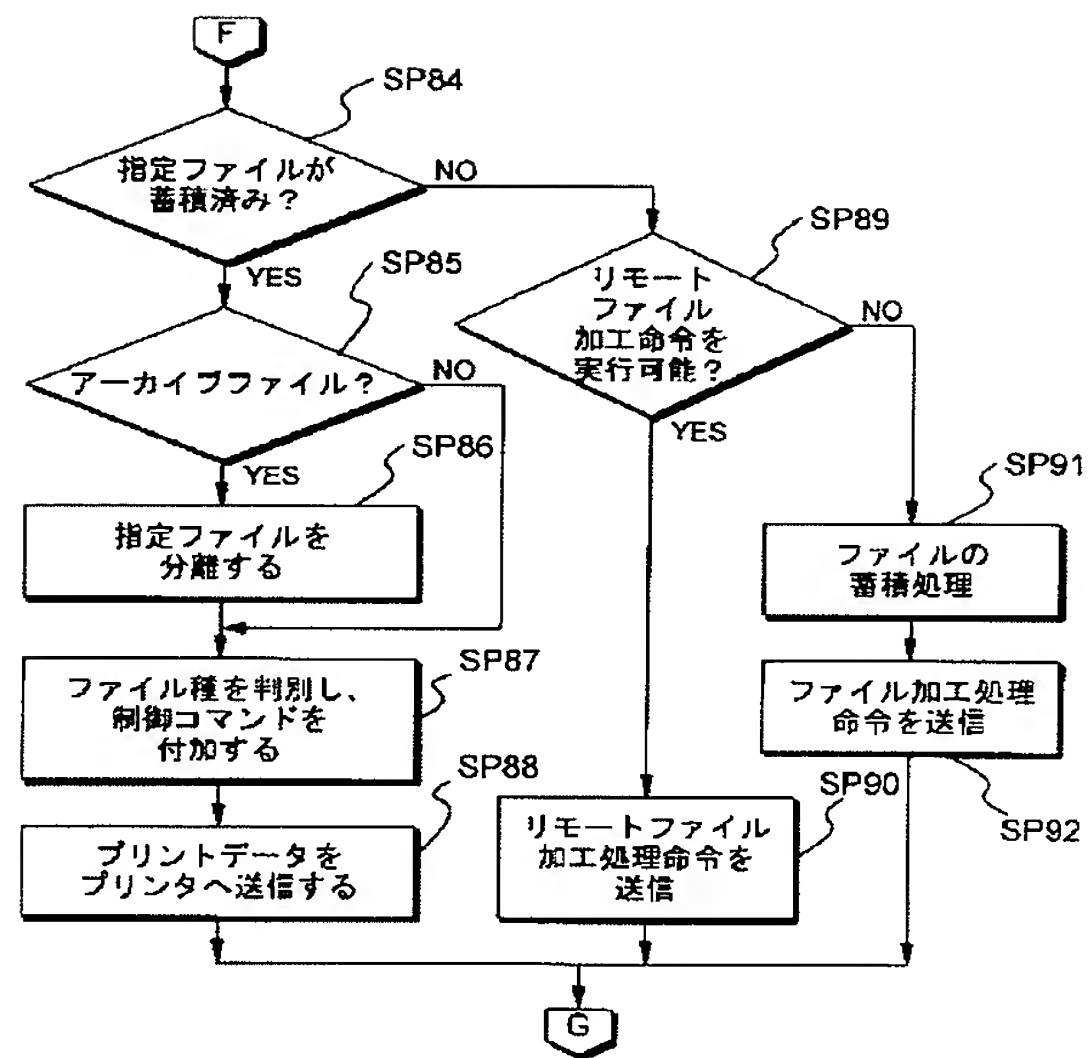 F
SP84
指定ファイルが
蓄積済み？
NO
YES
SP85
アーカイブファイル？
NO
YES
SP86
指定ファイルを
分離する
SP87
ファイル種を判別し、
制御コマンドを
付加する
SP88
プリントデータを
プリンタへ送信する
SP89
リモート
ファイル
加工命令を
実行可能？
NO
YES
SP90
リモートファイル
加工処理命令を
送信
SP91
ファイルの
蓄積処理
ファイル加工処理
命令を送信
SP92
G